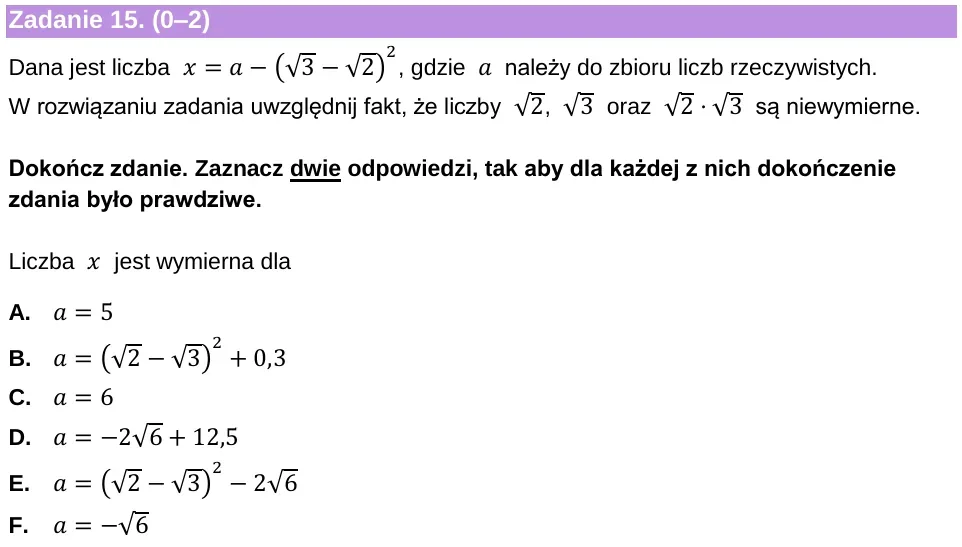 Zadanie 15. (0–2)
Dana jest liczba x = a − (√3 − √2)², gdzie a należy do zbioru liczb rzeczywistych.
W rozwiązaniu zadania uwzględnij fakt, że liczby √2, √3 oraz √2 · √3 są niewymierne.
Dokończ zdanie. Zaznacz dwie odpowiedzi, tak aby dla każdej z nich dokończenie
zdania było prawdziwe.
Liczba x jest wymierna dla
A. a = 5
B. a = (√2 − √3)² + 0,3
C. a = 6
D. a = −2√6 + 12,5
E. a = (√2 − √3)² − 2√6
F. a = −√6